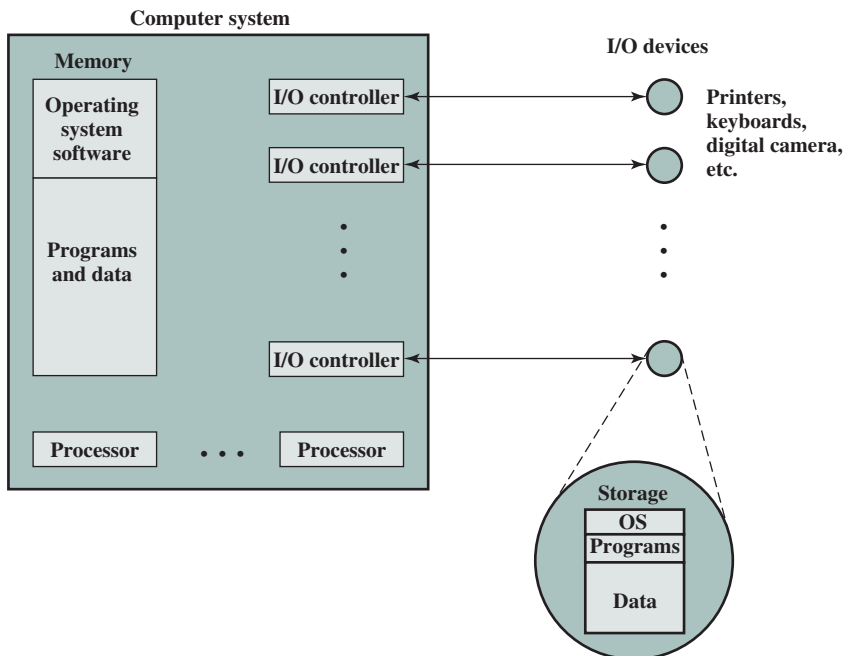 Computer system
Memory
Operating
system
software
Programs
and data
I/O controller
I/O controller
I/O controller
Processor
Processor
I/O devices
Printers,
keyboards,
digital camera,
etc.
Storage
OS
Programs
Data